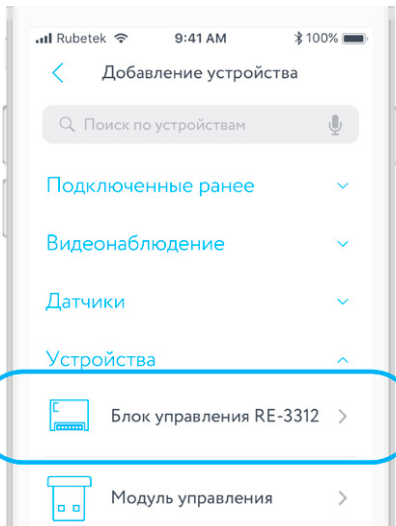 Rubetek 9:41 AM 100%
Добавление устройства
Поиск по устройствам
Подключенные ранее
Видеонаблюдение
Датчики
Устройства
Блок управления RE-3312
Модуль управления